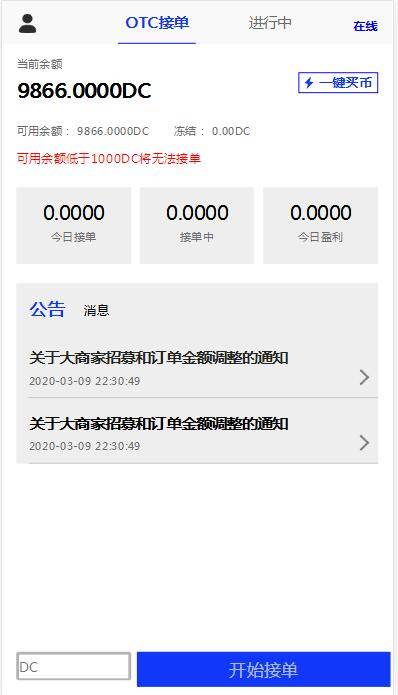 OTC接单 进行中 在线
当前余额
9866.0000DC
一键买币
可用余额： 9866.0000DC 冻结： 0.00DC
可用余额低于1000DC将无法接单
0.0000 0.0000 0.0000
今日接单 接单中 今日盈利
公告 消息
关于大商家招募和订单金额调整的通知
2020-03-09 22:30:49
关于大商家招募和订单金额调整的通知
2020-03-09 22:30:49
DC 开始接单